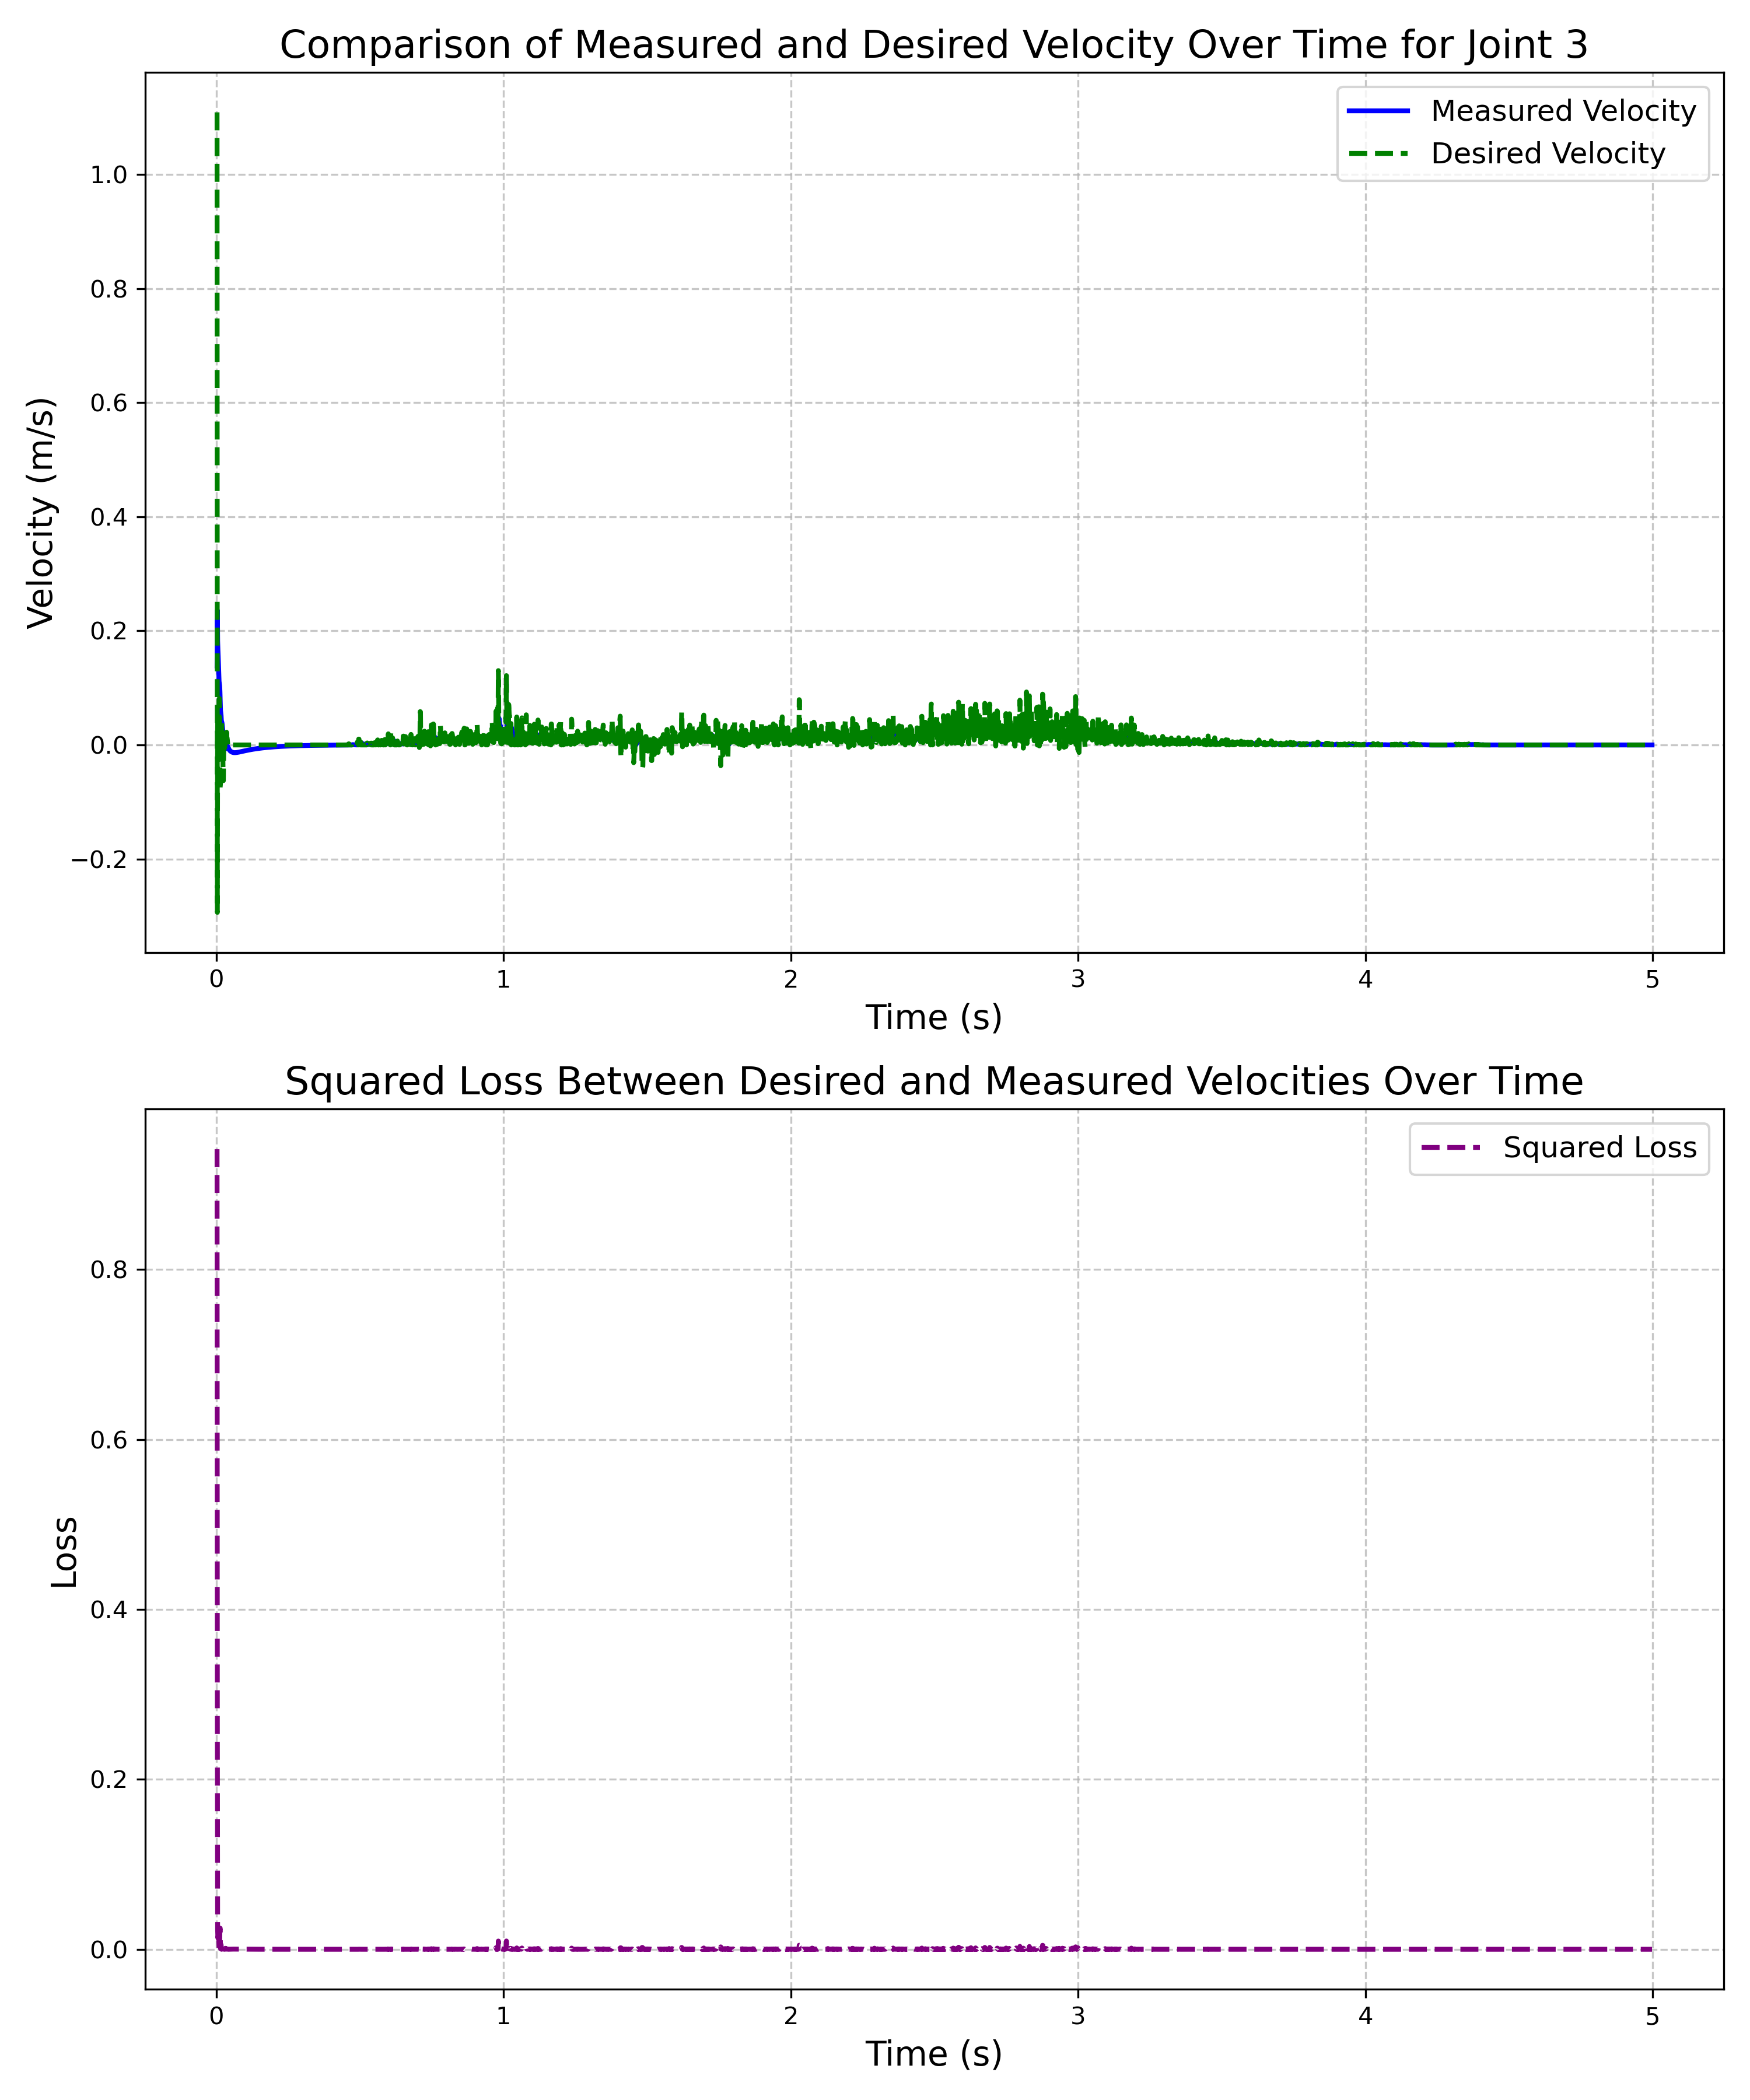 Comparison of Measured and Desired Velocity Over Time for Joint 3
Measured Velocity
Desired Velocity
Velocity (m/s)
1.0
0.8
0.6
0.4
0.2
0.0
−0.2
0 1 2 3 4 5
Time (s)
Squared Loss Between Desired and Measured Velocities Over Time
Squared Loss
Loss
0.8
0.6
0.4
0.2
0.0
0 1 2 3 4 5
Time (s)